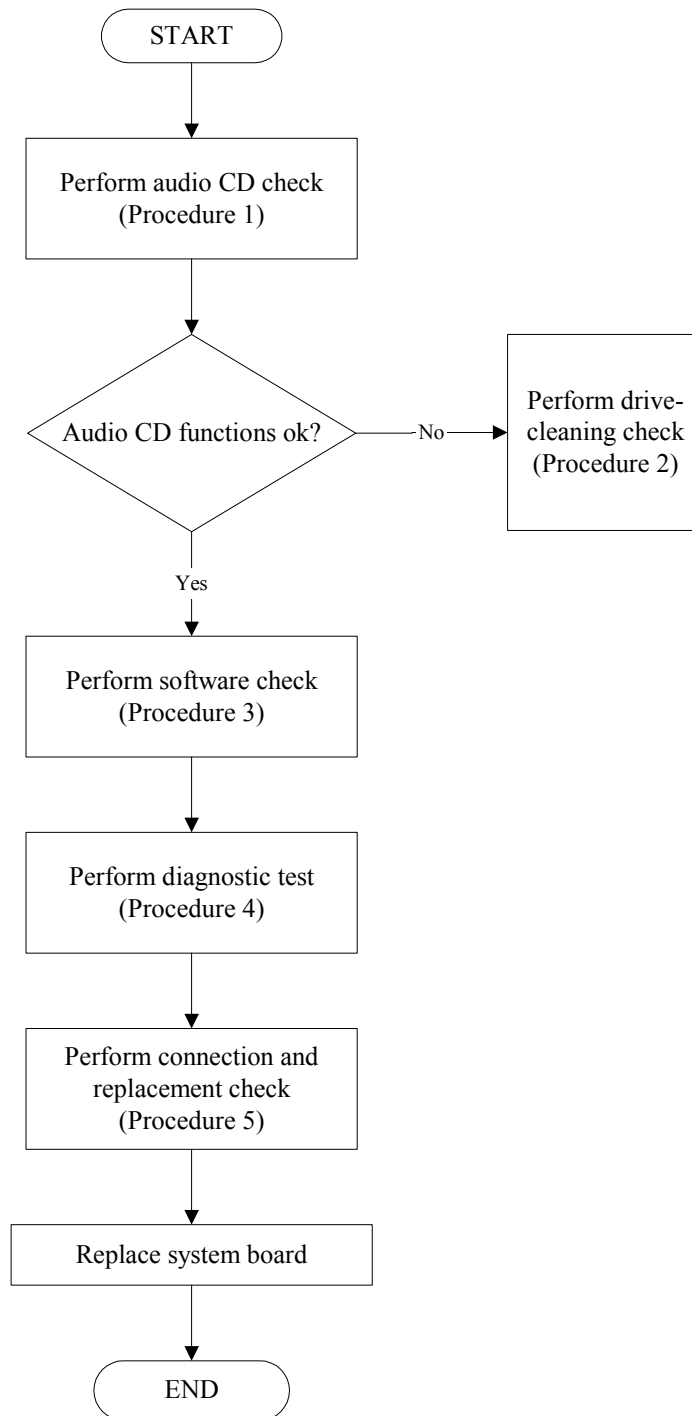 START
Perform audio CD check
(Procedure 1)
Audio CD functions ok?
No
Perform drive-
cleaning check
(Procedure 2)
Yes
Perform software check
(Procedure 3)
Perform diagnostic test
(Procedure 4)
Perform connection and
replacement check
(Procedure 5)
Replace system board
END